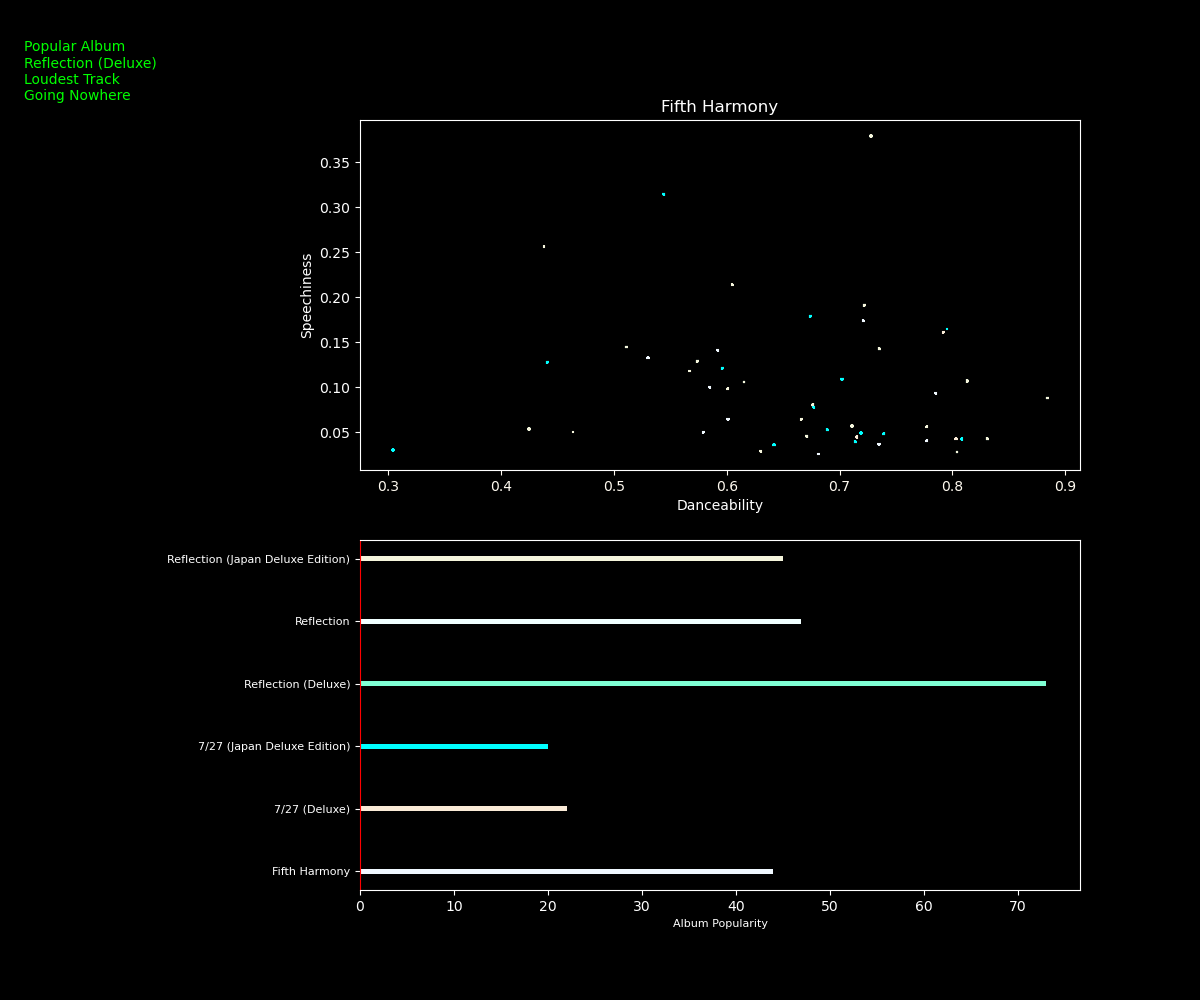 Popular Album
Reflection (Deluxe)
Loudest Track
Going Nowhere
Fifth Harmony
0.35
0.30
0.25
0.20
0.15
0.10
0.05
Speechiness
0.3 0.4 0.5 0.6 0.7 0.8 0.9
Danceability
Reflection (Japan Deluxe Edition)
Reflection
Reflection (Deluxe)
7/27 (Japan Deluxe Edition)
7/27 (Deluxe)
Fifth Harmony
0 10 20 30 40 50 60 70
Album Popularity